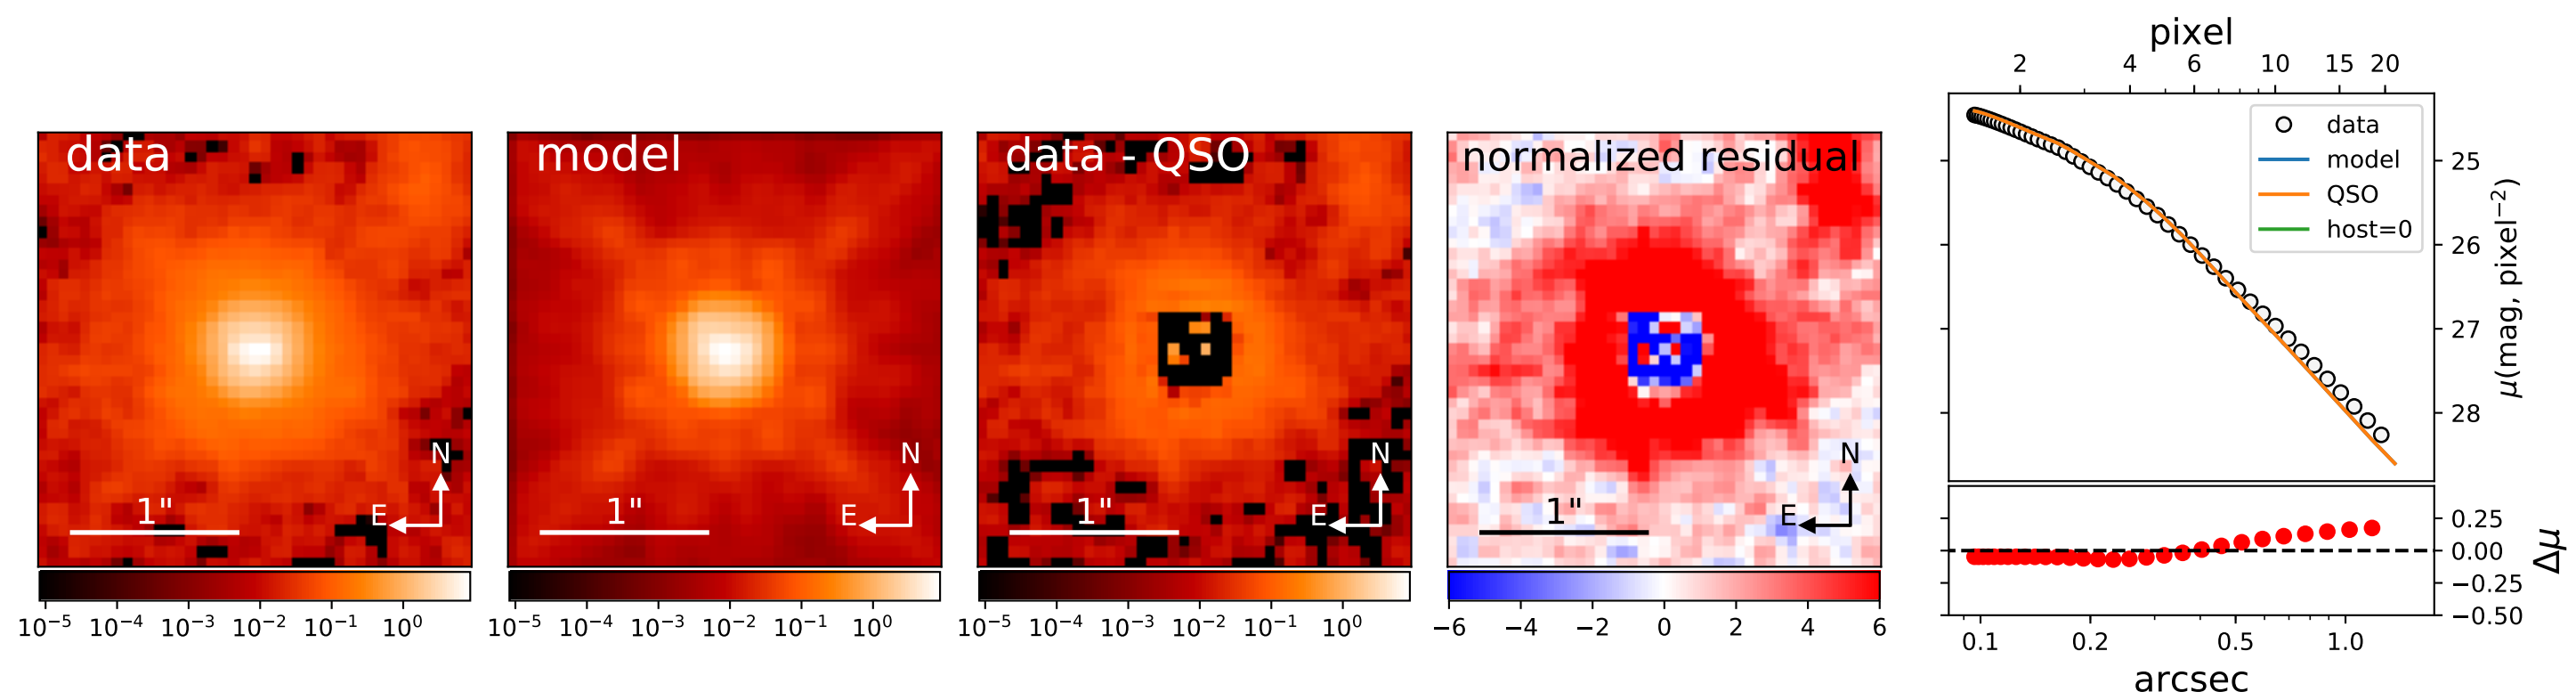 data
N
E
1"
10⁻⁵ 10⁻⁴ 10⁻³ 10⁻² 10⁻¹ 10⁰
model
N
E
1"
10⁻⁵ 10⁻⁴ 10⁻³ 10⁻² 10⁻¹ 10⁰
data - QSO
N
E
1"
10⁻⁵ 10⁻⁴ 10⁻³ 10⁻² 10⁻¹ 10⁰
normalized residual
N
E
1"
−6 −4 −2 0 2 4 6
pixel
2 4 6 10 15 20
data
model
QSO
host=0
25
26
27
28
μ(mag, pixel⁻²)
0.25
0.00
−0.25
−0.50
Δμ
0.1 0.2 0.5 1.0
arcsec